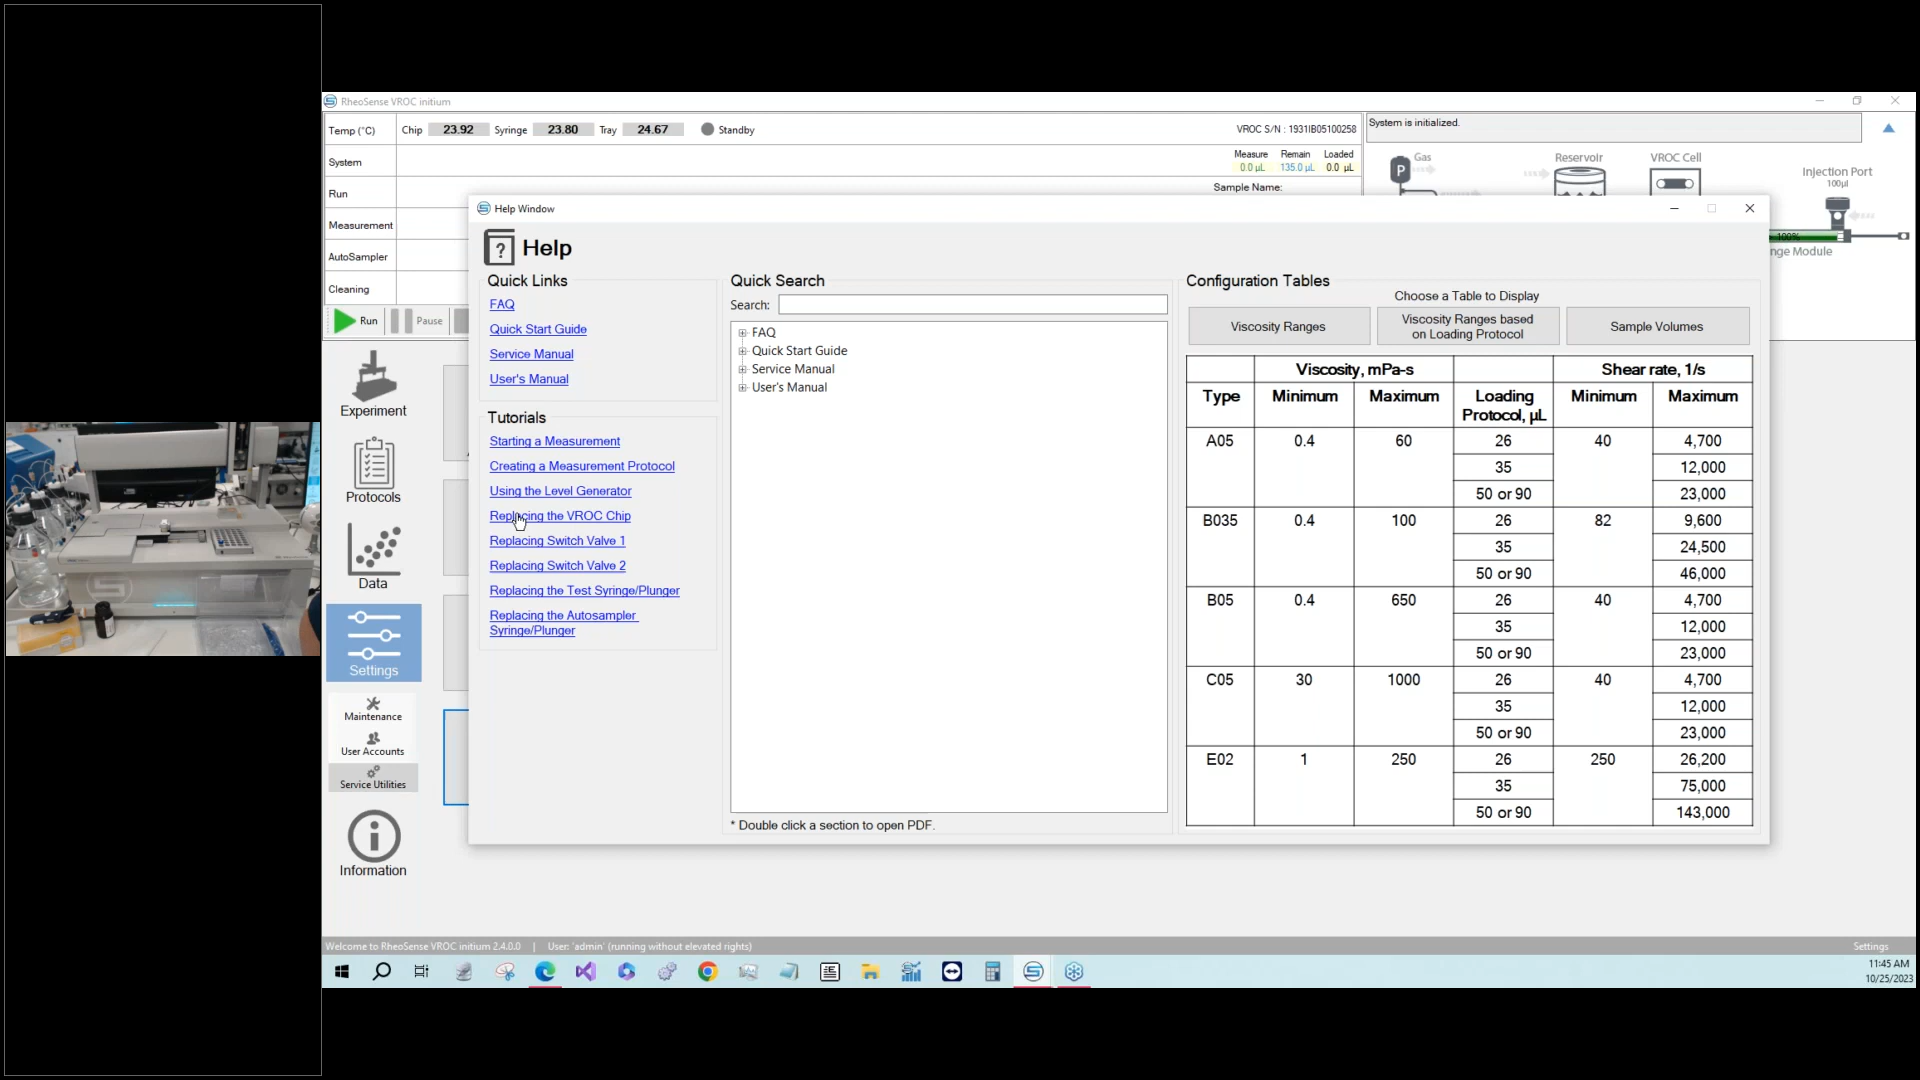 RheoSense VROC initium
Temp (°C)
Chip 23.92 Syringe 23.80 Tray 24.67 Standby
VROC S/N : 1931IB05100258
System
Measure Remain Loaded
0.0 µL 135.0 µL 0.0 µL
Run
Sample Name:
Measurement
AutoSampler
Cleaning
Run Pause
System is initialized.
Gas
P
Reservoir
VROC Cell
Injection Port
100µl
100%
nge Module
Experiment
Protocols
Data
Settings
Maintenance
User Accounts
Service Utilities
Information
Help Window
Help
Quick Links
FAQ
Quick Start Guide
Service Manual
User's Manual
Tutorials
Starting a Measurement
Creating a Measurement Protocol
Using the Level Generator
Replacing the VROC Chip
Replacing Switch Valve 1
Replacing Switch Valve 2
Replacing the Test Syringe/Plunger
Replacing the Autosampler
Syringe/Plunger
Quick Search
Search:
FAQ
Quick Start Guide
Service Manual
User's Manual
* Double click a section to open PDF.
Configuration Tables
Choose a Table to Display
Viscosity Ranges
Viscosity Ranges based
on Loading Protocol
Sample Volumes
Viscosity, mPa-s Shear rate, 1/s
Type Minimum Maximum Loading Minimum Maximum
Protocol, µL
A05 0.4 60 26 40 4,700
35 12,000
50 or 90 23,000
B035 0.4 100 26 82 9,600
35 24,500
50 or 90 46,000
B05 0.4 650 26 40 4,700
35 12,000
50 or 90 23,000
C05 30 1000 26 40 4,700
35 12,000
50 or 90 23,000
E02 1 250 26 250 26,200
35 75,000
50 or 90 143,000
Welcome to RheoSense VROC initium 2.4.0.0 | User: 'admin' (running without elevated rights)
Settings
11:45 AM
10/25/2023